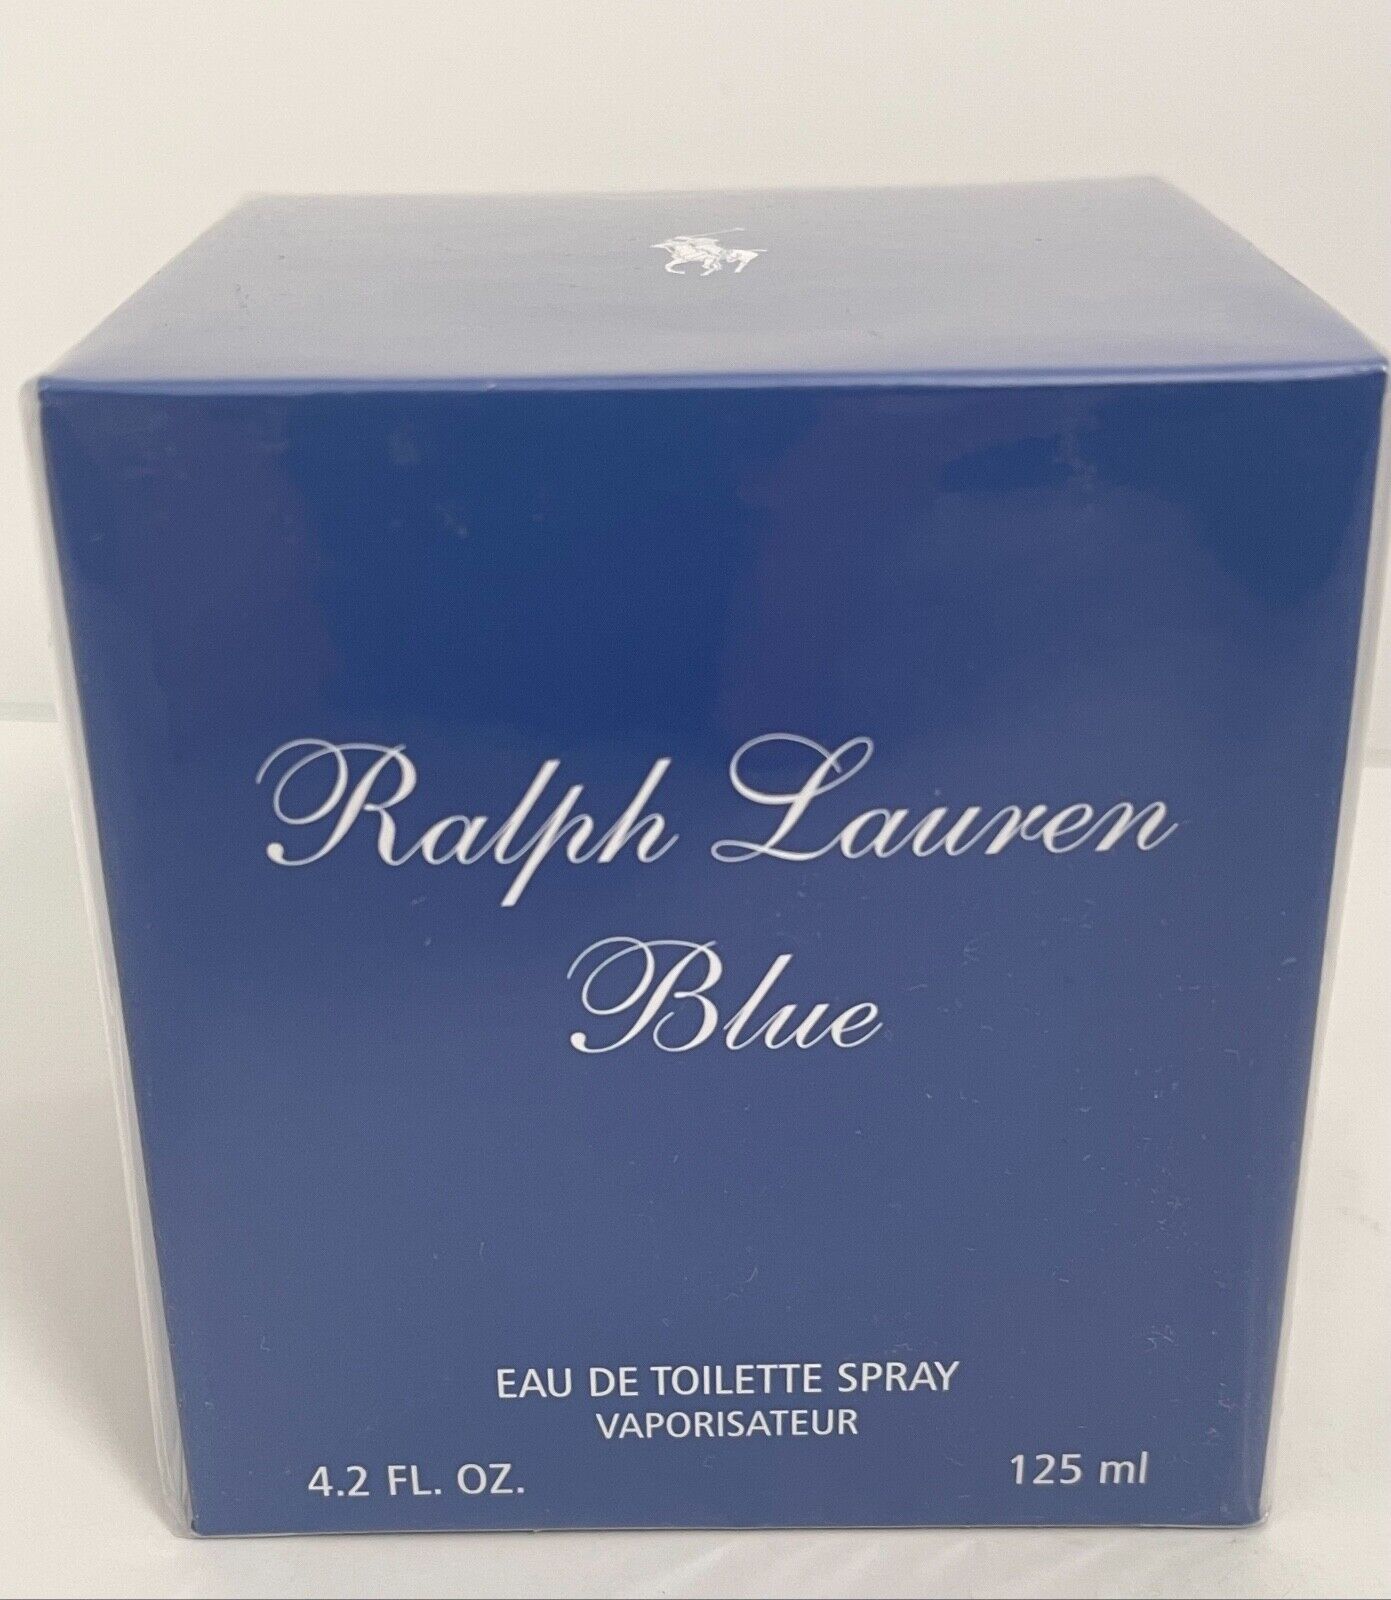 Ralph Lauren
Blue
EAU DE TOILETTE SPRAY
VAPORISATEUR
4.2 FL. OZ. 125 ml